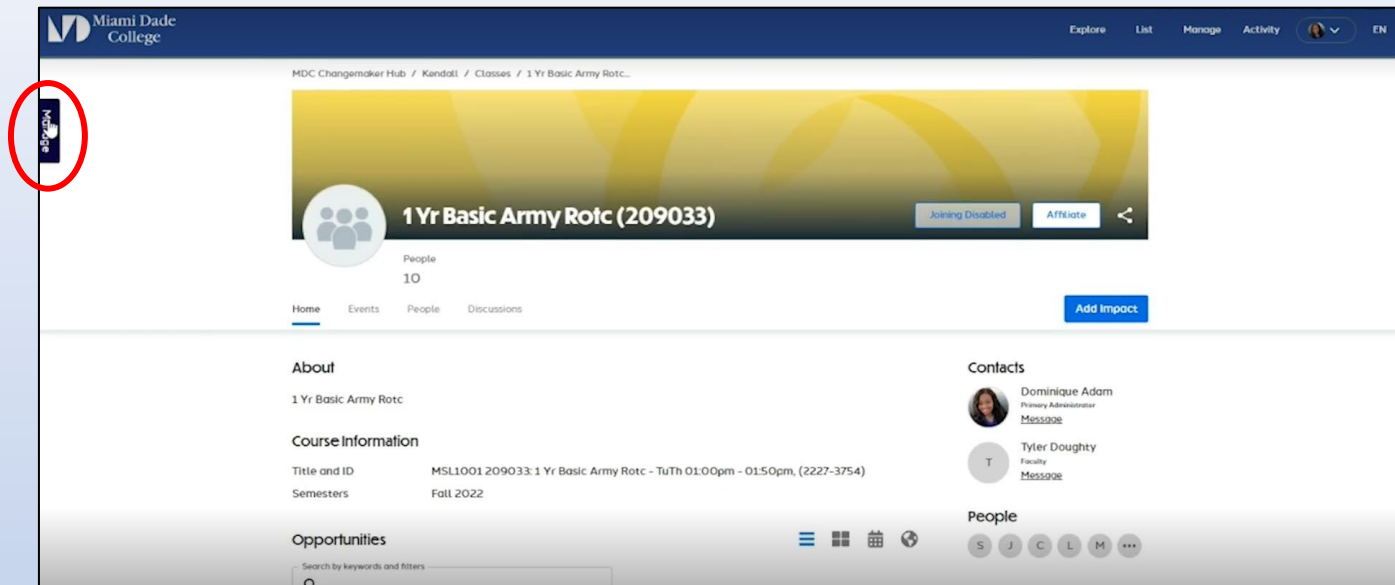 Miami Dade
College
Explore List Manage Activity EN
MDC Changemaker Hub / Kendall / Classes / 1 Yr Basic Army Rotc...
Manage
1 Yr Basic Army Rotc (209033)
Joining Disabled Affiliate
People
10
Home Events People Discussions
Add Impact
About
1 Yr Basic Army Rotc
Course Information
Title and ID MSL1001 209033: 1 Yr Basic Army Rotc - TuTh 01:00pm - 01:50pm, (2227-3754)
Semesters Fall 2022
Opportunities
Search by keywords and filters
Contacts
Dominique Adam
Primary Administrator
Message
T
Tyler Doughty
Faculty
Message
People
S J C L M